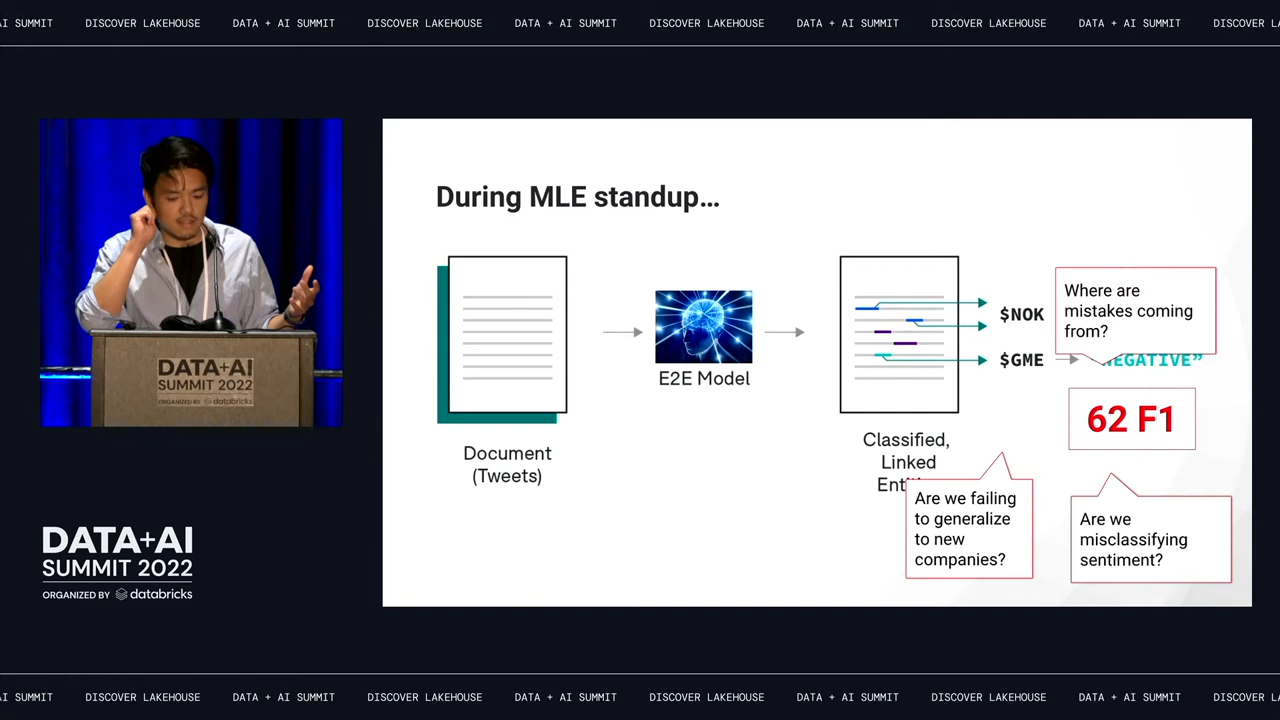 AI SUMMIT DISCOVER LAKEHOUSE DATA + AI SUMMIT DISCOVER LAKEHOUSE DATA + AI SUMMIT DISCOVER LAKEHOUSE DATA + AI SUMMIT DISCOVER LAKEHOUSE DATA + AI SUMMIT DISCOVER
During MLE standup...
$NOK
$GME
Where are
mistakes coming
from?
NEGATIVE”
E2E Model
62 F1
Document
(Tweets)
Classified,
Linked
Are we failing
to generalize
to new
companies?
Are we
misclassifying
sentiment?
DATA+AI
SUMMIT 2022
ORGANIZED BY databricks
DATA+AI
SUMMIT 2022
ORGANIZED BY databricks
AI SUMMIT DISCOVER LAKEHOUSE DATA + AI SUMMIT DISCOVER LAKEHOUSE DATA + AI SUMMIT DISCOVER LAKEHOUSE DATA + AI SUMMIT DISCOVER LAKEHOUSE DATA + AI SUMMIT DISCOVER